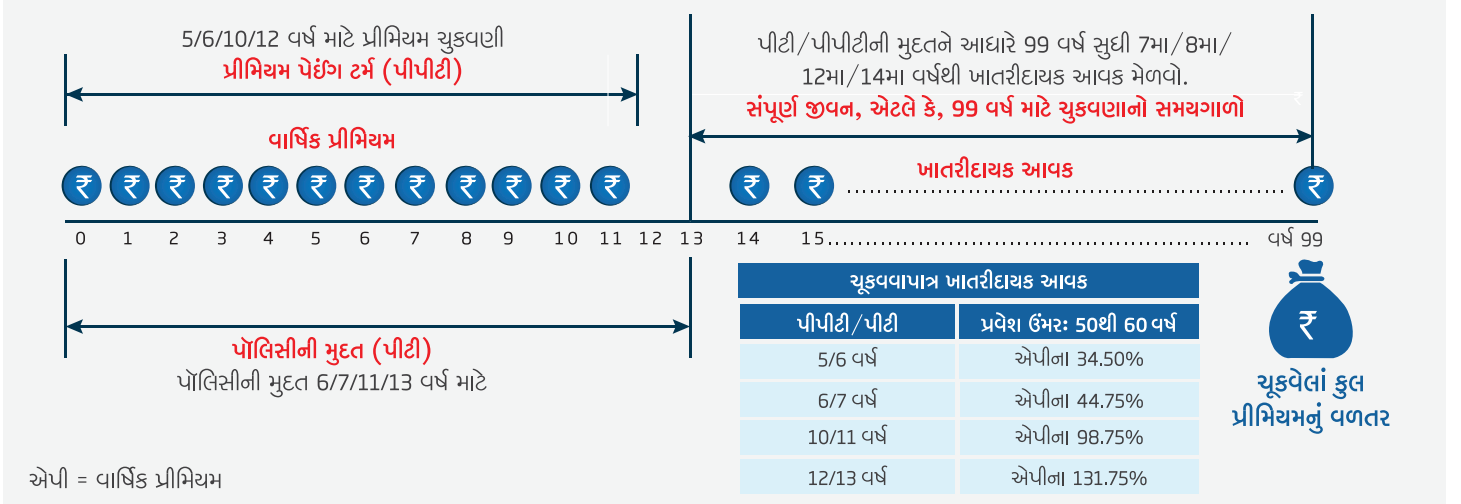 5/6/10/12 વર્ષ માટે પ્રીમિયમ ચુકવણી
પ્રીમિયમ પેઇંગ ટર્મ (પીપીટી)
વાર્ષિક પ્રીમિયમ
₹ ₹ ₹ ₹ ₹ ₹ ₹ ₹ ₹ ₹ ₹ ₹
પીટી/પીપીટીની મુદતને આધારે 99 વર્ષ સુધી 7મા/8મા/
12મા/14મા વર્ષથી ખાતરીદાયક આવક મેળવો.
સંપૂર્ણ જીવન, એટલે કે, 99 વર્ષ માટે ચુકવણાનો સમયગાળો
ખાતરીદાયક આવક
₹ ₹ ........................................ ₹
0 1 2 3 4 5 6 7 8 9 10 11 12 13 14 15........................................ વર્ષ 99
પૉલિસીની મુદત (પીટી)
પૉલિસીની મુદત 6/7/11/13 વર્ષ માટે
ચૂકવવાપાત્ર ખાતરીદાયક આવક
પીપીટી/પીટી પ્રવેશ ઉંમર: 50થી 60 વર્ષ
5/6 વર્ષ એપીના 34.50%
6/7 વર્ષ એપીના 44.75%
10/11 વર્ષ એપીના 98.75%
12/13 વર્ષ એપીના 131.75%
₹
ચૂકવેલાં કુલ
પ્રીમિયમનું વળતર
એપી = વાર્ષિક પ્રીમિયમ